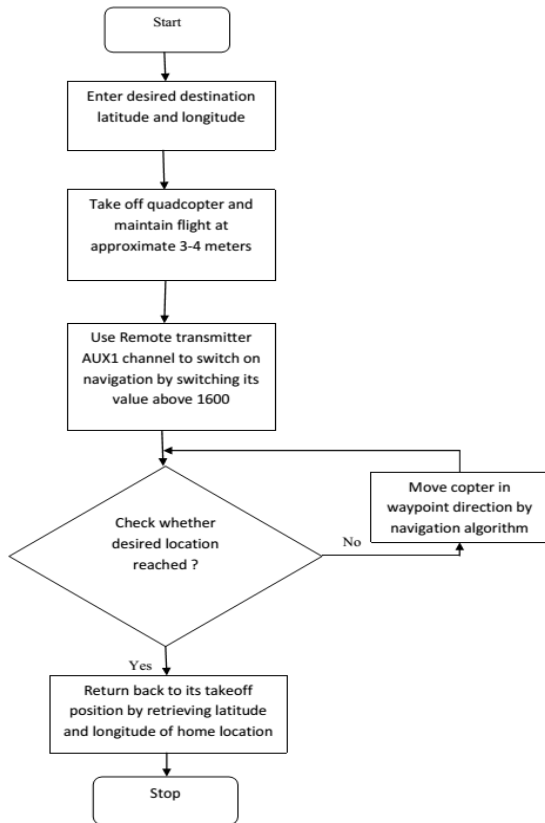 Start
Enter desired destination
latitude and longitude
Take off quadcopter and
maintain flight at
approximate 3-4 meters
Use Remote transmitter
AUX1 channel to switch on
navigation by switching its
value above 1600
Check whether
desired location
reached ?
No
Move copter in
waypoint direction by
navigation algorithm
Yes
Return back to its takeoff
position by retrieving latitude
and longitude of home location
Stop